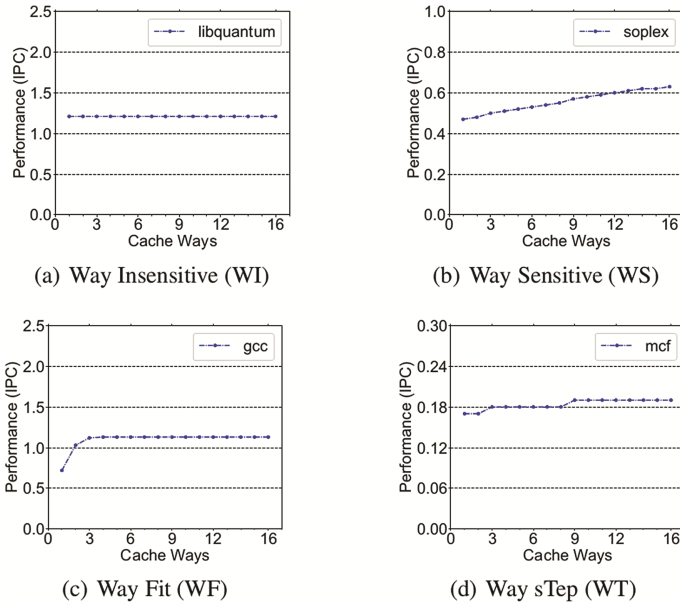 2.5
2.0
1.5
1.0
0.5
0.0
Performance (IPC)
libquantum
0 3 6 9 12 16
Cache Ways
(a) Way Insensitive (WI)
1.0
0.8
0.6
0.4
0.2
0.0
Performance (IPC)
soplex
0 3 6 9 12 16
Cache Ways
(b) Way Sensitive (WS)
2.5
2.0
1.5
1.0
0.5
0.0
Performance (IPC)
gcc
0 3 6 9 12 16
Cache Ways
(c) Way Fit (WF)
0.30
0.24
0.18
0.12
0.06
0.00
Performance (IPC)
mcf
0 3 6 9 12 16
Cache Ways
(d) Way sTep (WT)